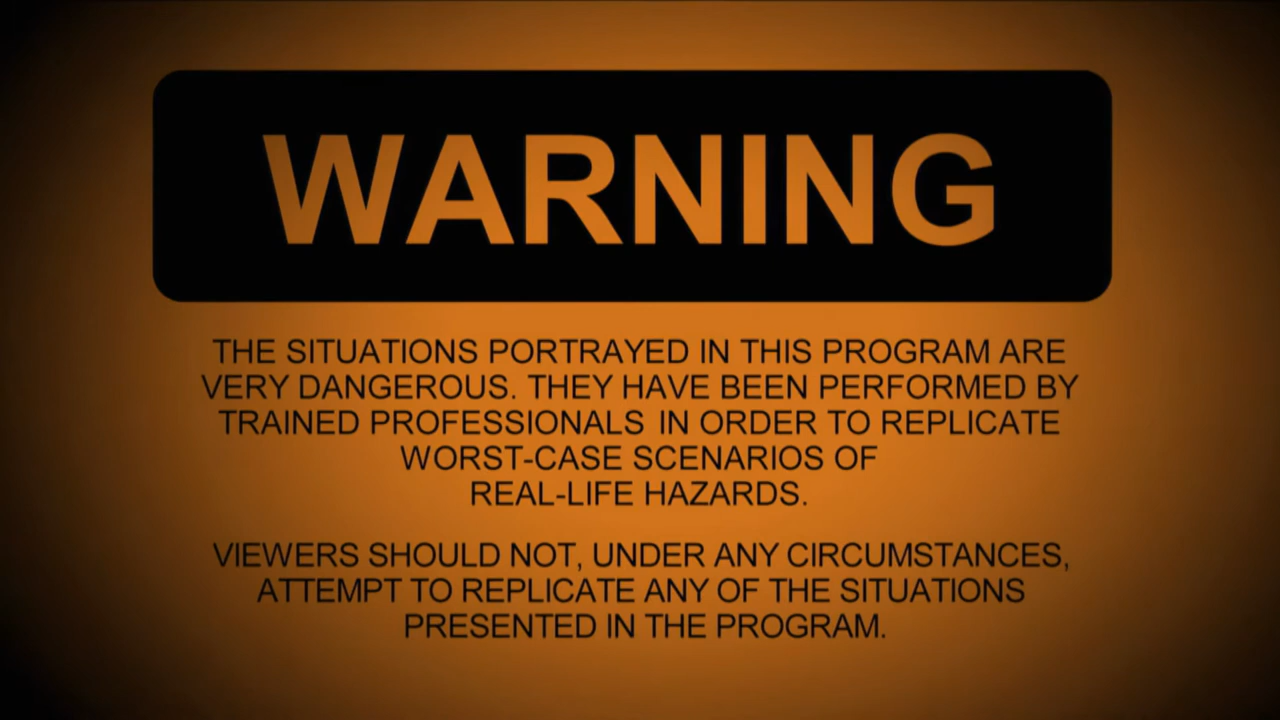 WARNING
THE SITUATIONS PORTRAYED IN THIS PROGRAM ARE
VERY DANGEROUS. THEY HAVE BEEN PERFORMED BY
TRAINED PROFESSIONALS IN ORDER TO REPLICATE
WORST-CASE SCENARIOS OF
REAL-LIFE HAZARDS.
VIEWERS SHOULD NOT, UNDER ANY CIRCUMSTANCES,
ATTEMPT TO REPLICATE ANY OF THE SITUATIONS
PRESENTED IN THE PROGRAM.